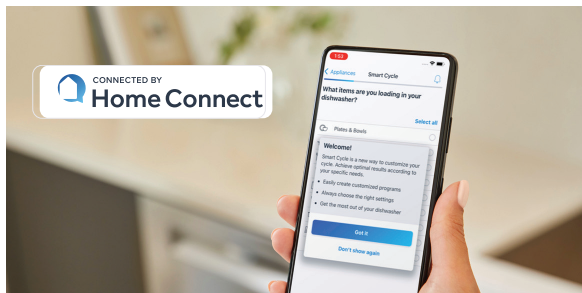 CONNECTED BY
Home Connect
1:53
Appliances
Smart Cycle
What items are you loading in your
dishwasher?
Select all
Plates & Bowls
Welcome!
Smart Cycle is a new way to customize your
cycle. Achieve optimal results according to
your specific needs.
• Easily create customized programs
• Always choose the right settings
• Get the most out of your dishwasher
Got it
Don't show again